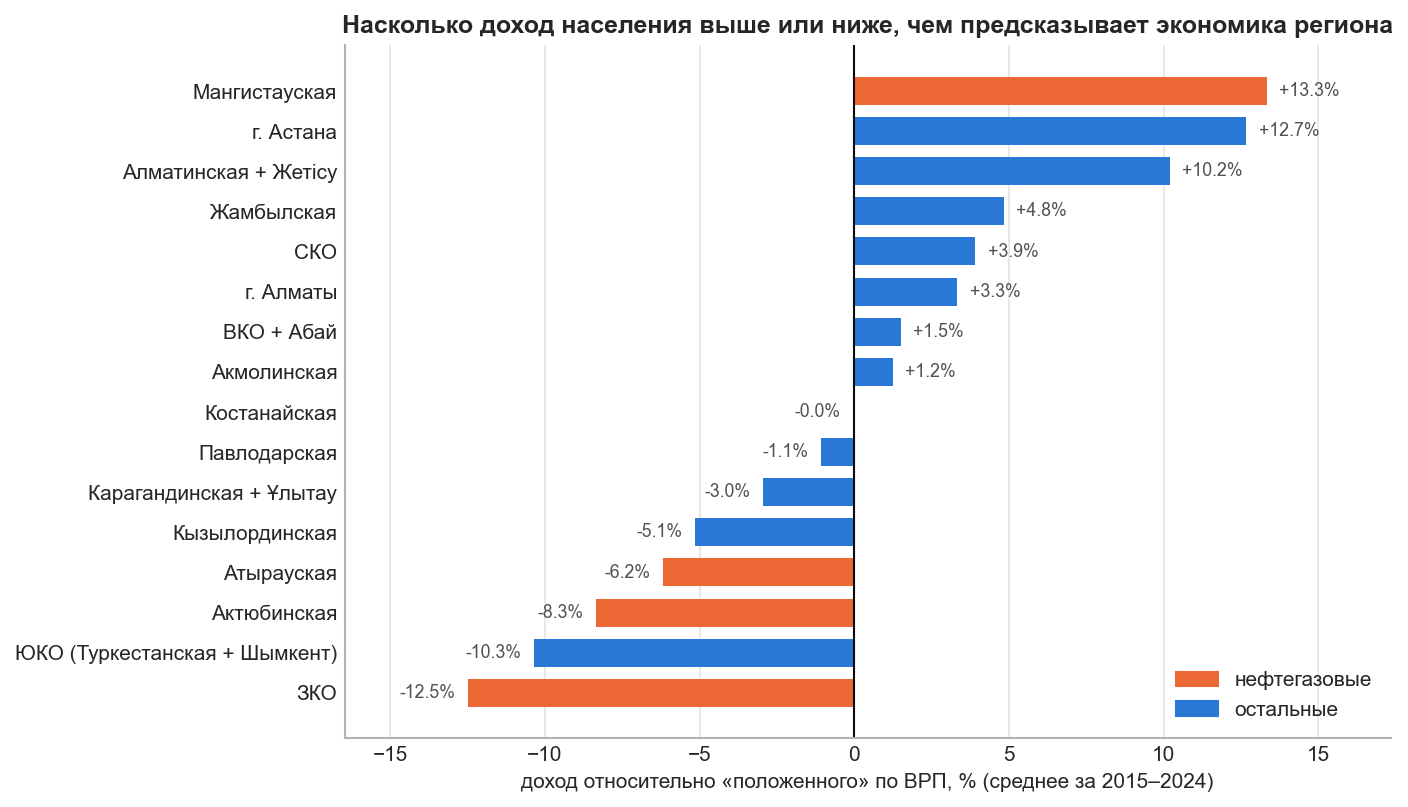 Насколько доход населения выше или ниже, чем предсказывает экономика региона
Мангистауская +13.3%
г. Астана +12.7%
Алматинская + Жетісу +10.2%
Жамбылская +4.8%
СКО +3.9%
г. Алматы +3.3%
ВКО + Абай +1.5%
Акмолинская +1.2%
Костанайская -0.0%
Павлодарская -1.1%
Карагандинская + Ұлытау -3.0%
Кызылординская -5.1%
Атырауская -6.2%
Актюбинская -8.3%
ЮКО (Туркестанская + Шымкент) -10.3%
ЗКО -12.5%
нефтегазовые
остальные
−15 −10 −5 0 5 10 15
доход относительно «положенного» по ВРП, % (среднее за 2015–2024)